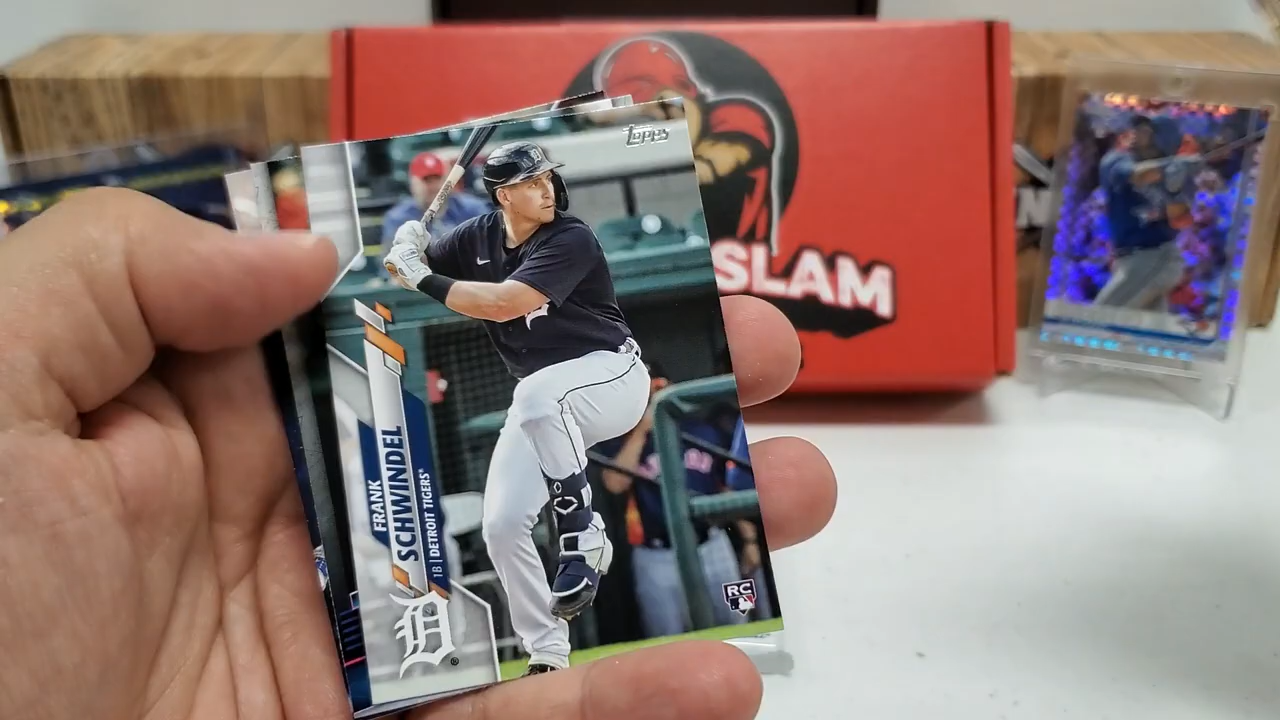 Topps
SLAM
FRANK
SCHWINDEL
1B | DETROIT TIGERS®
D
®
RC